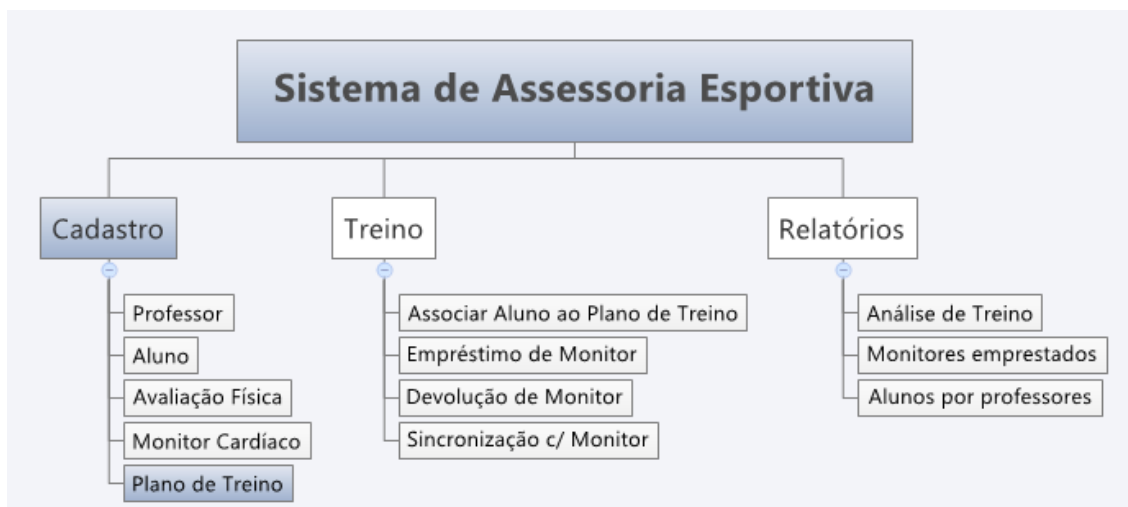 Sistema de Assessoria Esportiva
Cadastro
Professor
Aluno
Avaliação Física
Monitor Cardíaco
Plano de Treino
Treino
Associar Aluno ao Plano de Treino
Empréstimo de Monitor
Devolução de Monitor
Sincronização c/ Monitor
Relatórios
Análise de Treino
Monitores emprestados
Alunos por professores